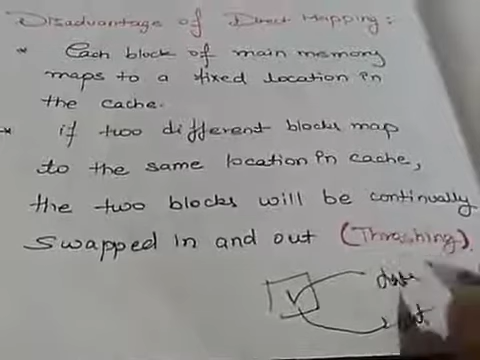 Disadvantage of Direct Mapping:
* Each block of main memory
maps to a fixed location in
the cache.
* if two different blocks map
to the same location in cache,
the two blocks will be continually
swapped in and out (Thrashing).